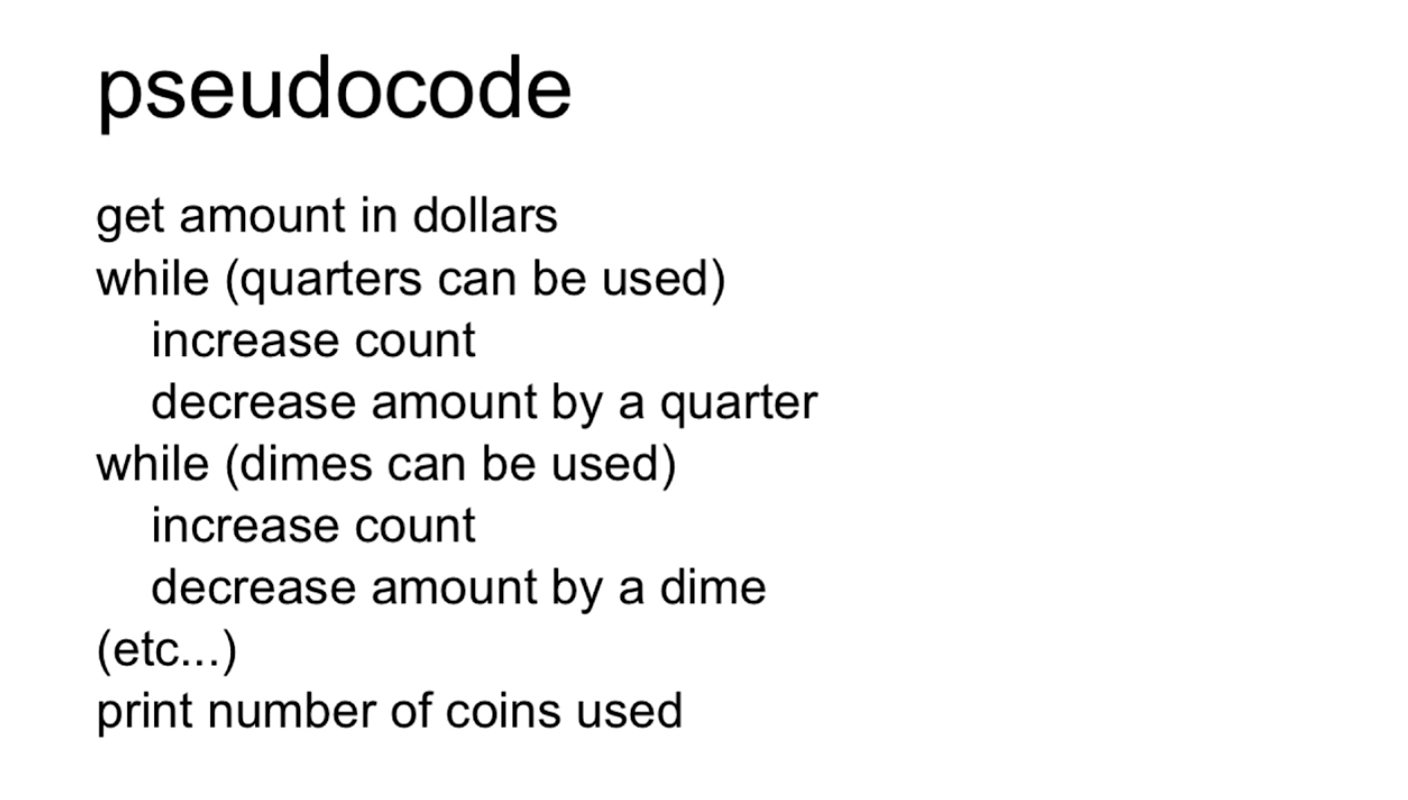 pseudocode
get amount in dollars
while (quarters can be used)
increase count
decrease amount by a quarter
while (dimes can be used)
increase count
decrease amount by a dime
(etc...)
print number of coins used